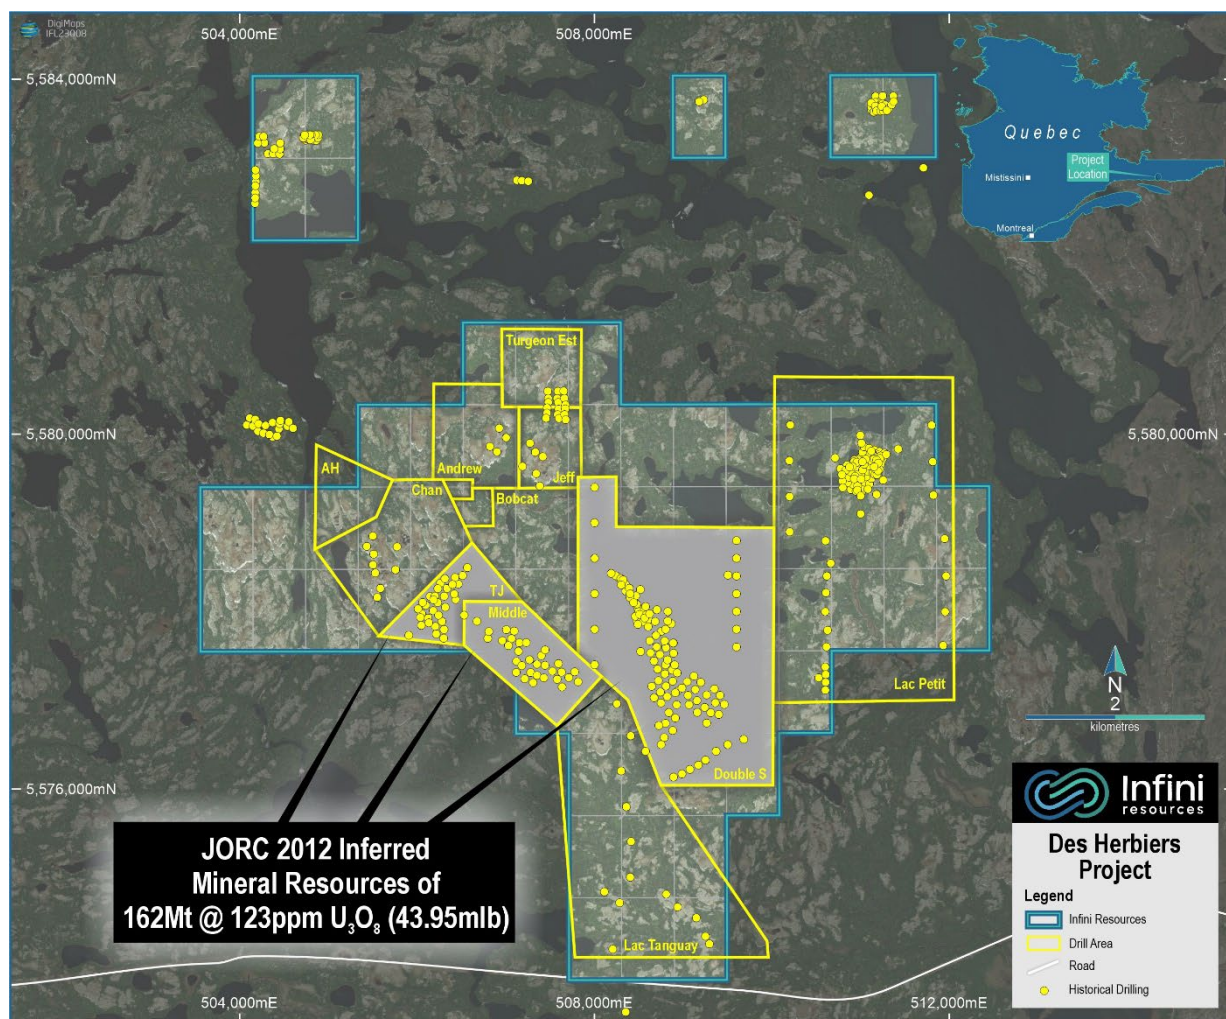 DigiMaps
IFL23008
504,000mE
508,000mE
5,584,000mN
Quebec
Project
Location
Mistissini
Montreal
Turgeon Est
5,580,000mN
5,580,000mN
AH
Andrew
Jeff
Chan
Bobcat
TJ
Middle
Lac Petit
N
2
kilometres
Double S
5,576,000mN
JORC 2012 Inferred
Mineral Resources of
162Mt @ 123ppm U₃O₈ (43.95mlb)
Lac Tanguay
Infini
resources
Des Herbiers
Project
Legend
Infini Resources
Drill Area
Road
Historical Drilling
504,000mE
508,000mE
512,000mE